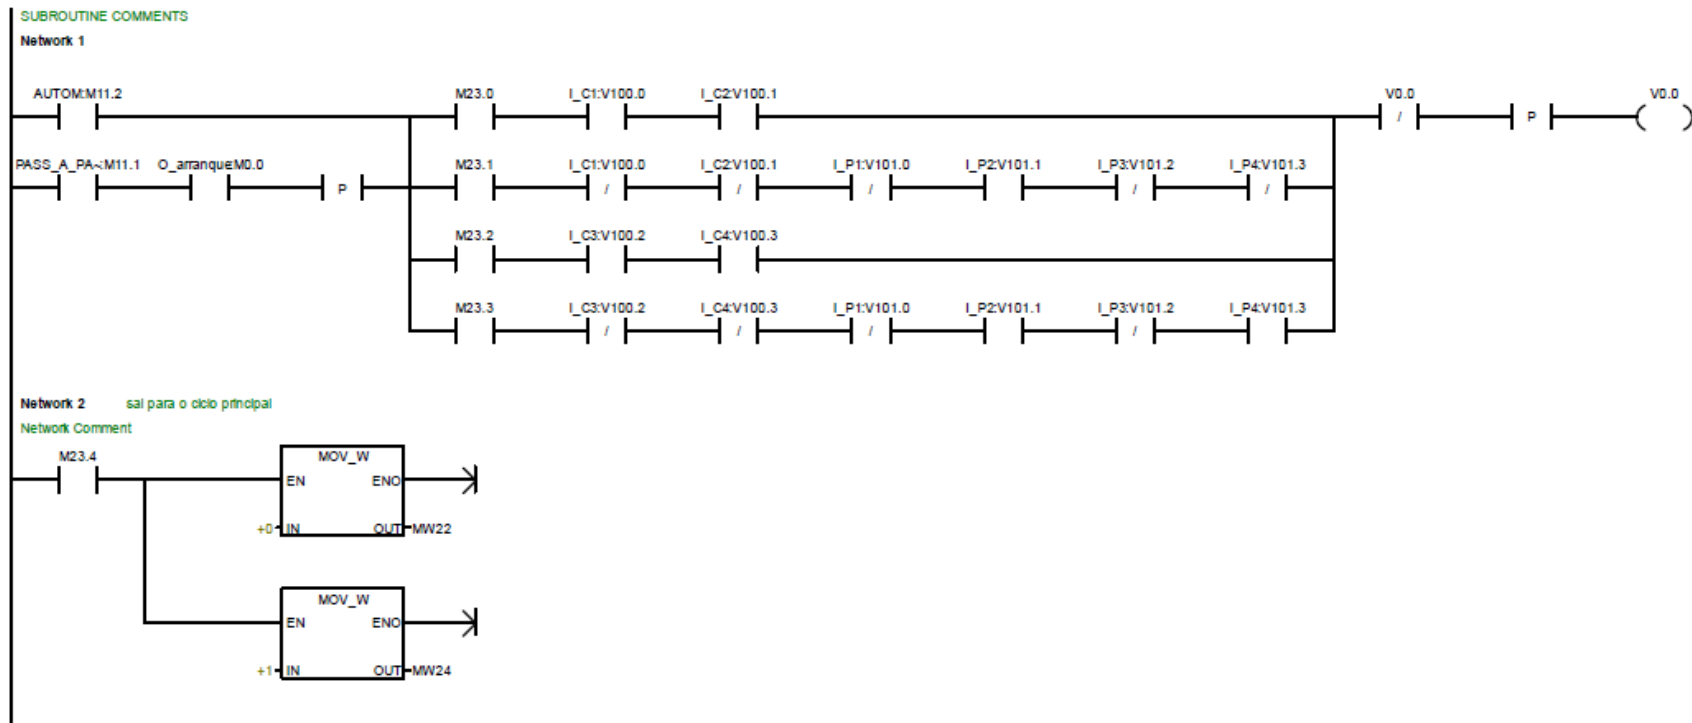 SUBROUTINE COMMENTS
Network 1
AUTOM:M11.2 M23.0 I_C1:V100.0 I_C2:V100.1 V0.0 V0.0
/ P ( )
PASS_A_PA~:M11.1 O_arranque:M0.0 M23.1 I_C1:V100.0 I_C2:V100.1 I_P1:V101.0 I_P2:V101.1 I_P3:V101.2 I_P4:V101.3
P / / / / /
M23.2 I_C3:V100.2 I_C4:V100.3
M23.3 I_C3:V100.2 I_C4:V100.3 I_P1:V101.0 I_P2:V101.1 I_P3:V101.2 I_P4:V101.3
/ / / /
Network 2 sai para o ciclo principal
Network Comment
M23.4 MOV_W
EN ENO
+0 IN OUT MW22
MOV_W
EN ENO
+1 IN OUT MW24